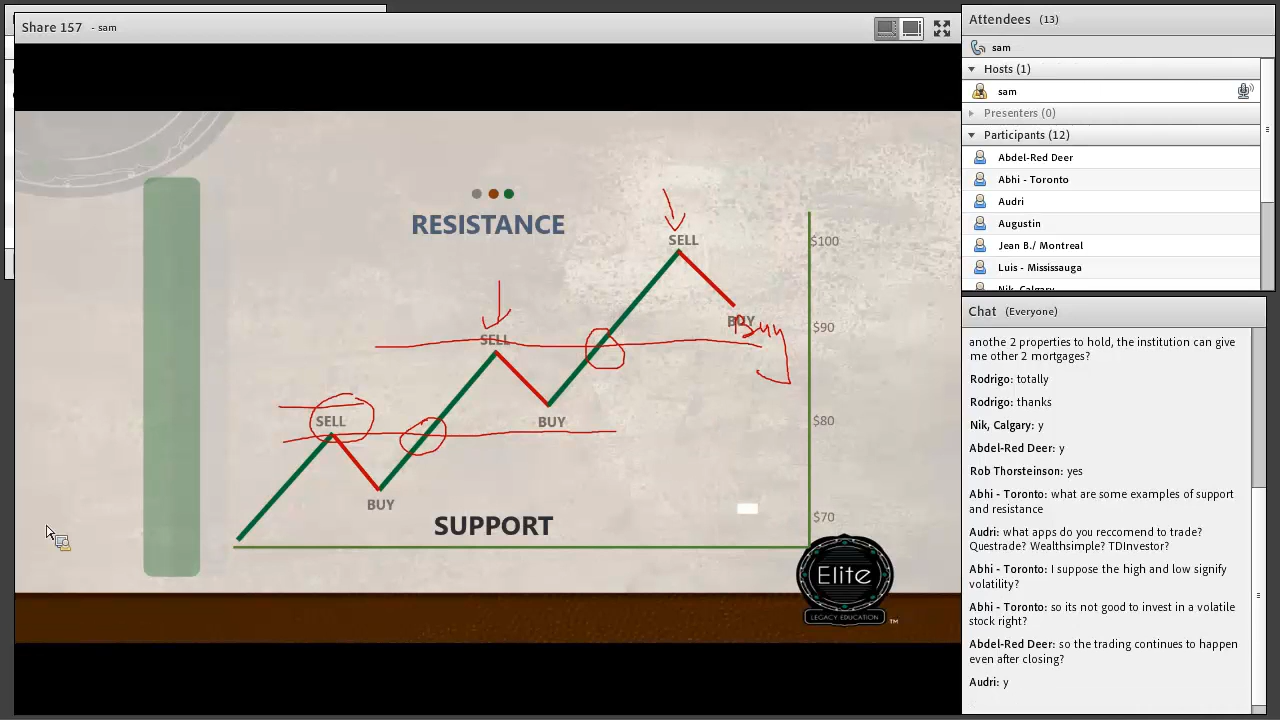 Share 157 - sam
RESISTANCE
SELL
$100
BUY
Buy
$90
SELL
SELL
BUY
$80
BUY
SUPPORT
$70
Elite
LEGACY EDUCATION
TM
Attendees (13)
sam
Hosts (1)
sam
Presenters (0)
Participants (12)
Abdel-Red Deer
Abhi - Toronto
Audri
Augustin
Jean B./ Montreal
Luis - Mississauga
Nik, Calgary
Chat (Everyone)
anothe 2 properties to hold, the institution can give
me other 2 mortgages?
Rodrigo: totally
Rodrigo: thanks
Nik, Calgary: y
Abdel-Red Deer: y
Rob Thorsteinson: yes
Abhi - Toronto: what are some examples of support
and resistance
Audri: what apps do you reccomend to trade?
Questrade? Wealthsimple? TDInvestor?
Abhi - Toronto: I suppose the high and low signify
volatility?
Abhi - Toronto: so its not good to invest in a volatile
stock right?
Abdel-Red Deer: so the trading continues to happen
even after closing?
Audri: y